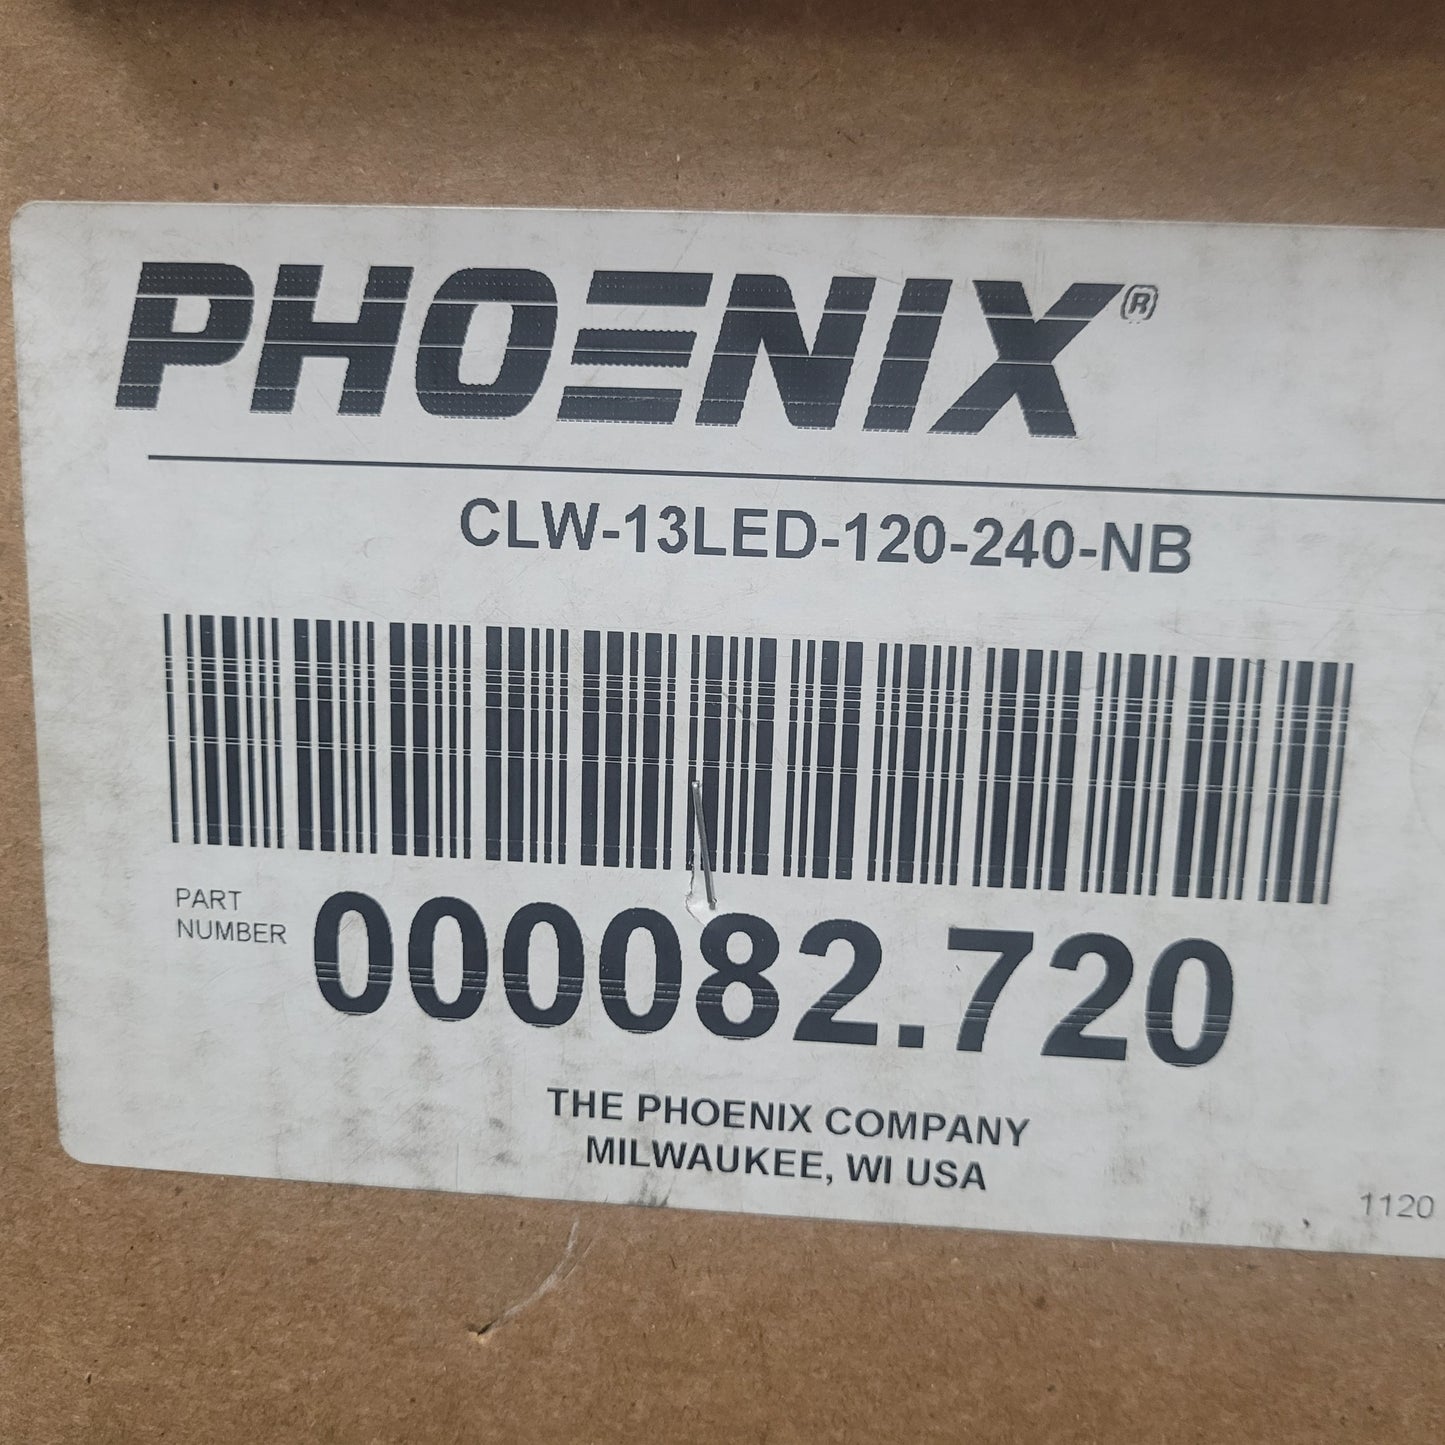 PHOENIX®
CLW-13LED-120-240-NB
PART
NUMBER
000082.720
THE PHOENIX COMPANY
MILWAUKEE, WI USA
1120